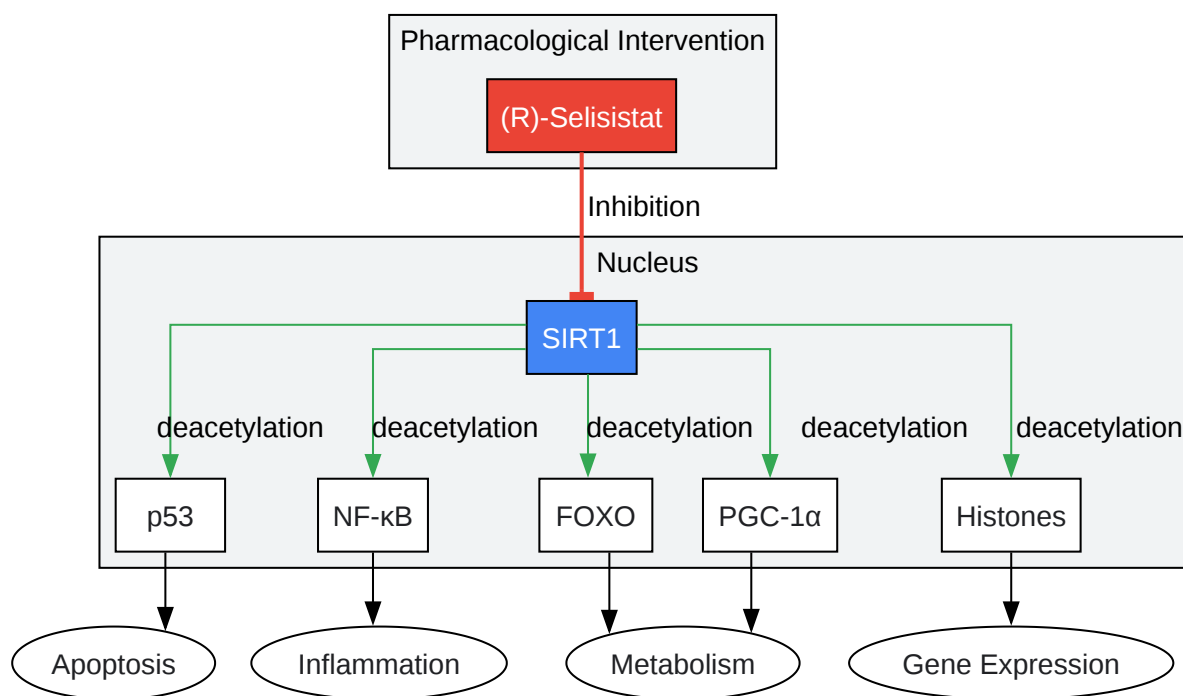 Pharmacological Intervention
(R)-Selisistat
Inhibition
Nucleus
SIRT1
deacetylation
deacetylation
deacetylation
deacetylation
deacetylation
p53
NF-κB
FOXO
PGC-1α
Histones
Apoptosis
Inflammation
Metabolism
Gene Expression